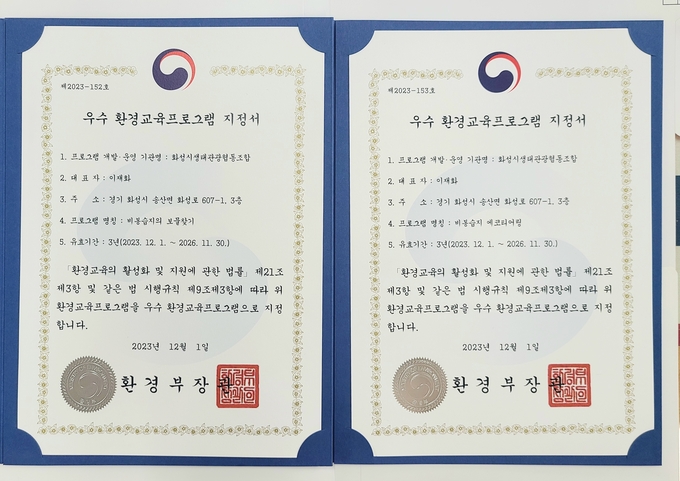 제2023-152호
우수 환경교육프로그램 지정서
1. 프로그램 개발·운영 기관명 : 화성시생태관광협동조합
2. 대 표 자 : 이재화
3. 주 소 : 경기 화성시 송산면 화성로 607-1, 3층
4. 프로그램 명칭 : 비봉습지의 보물찾기
5. 유효기간 : 3년(2023. 12. 1. ~ 2026. 11. 30.)
「환경교육의 활성화 및 지원에 관한 법률」 제21조
제3항 및 같은 법 시행규칙 제9조제3항에 따라 위
환경교육프로그램을 우수 환경교육프로그램으로 지정
합니다.
2023년 12월 1일
환 경 부 장 관
제2023-153호
우수 환경교육프로그램 지정서
1. 프로그램 개발·운영 기관명 : 화성시생태관광협동조합
2. 대 표 자 : 이재화
3. 주 소 : 경기 화성시 송산면 화성로 607-1, 3층
4. 프로그램 명칭 : 비봉습지 에코티어링
5. 유효기간 : 3년(2023. 12. 1. ~ 2026. 11. 30.)
「환경교육의 활성화 및 지원에 관한 법률」 제21조
제3항 및 같은 법 시행규칙 제9조제3항에 따라 위
환경교육프로그램을 우수 환경교육프로그램으로 지정
합니다.
2023년 12월 1일
환 경 부 장 관